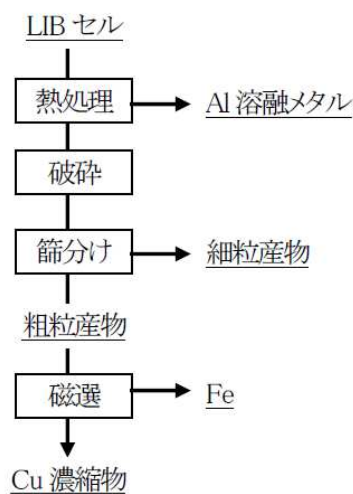 LIB セル
熱処理
Al 溶融メタル
破砕
篩分け
細粒産物
粗粒産物
磁選
Fe
Cu 濃縮物